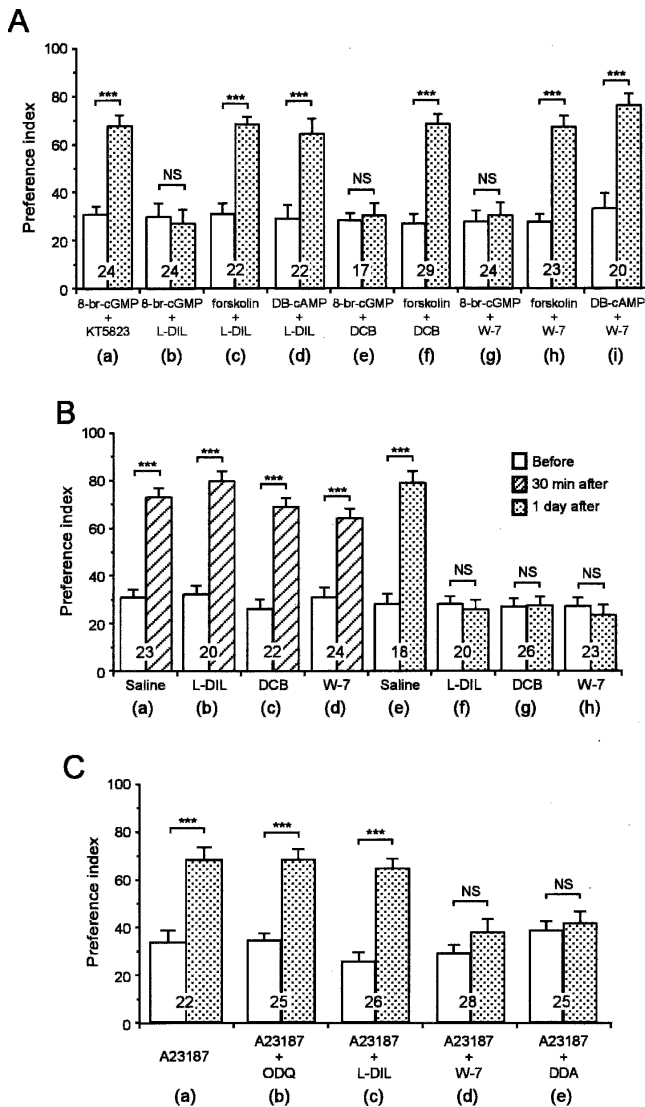 A
Preference index
100
80
60
40
20
0
*** NS *** *** NS *** NS *** ***
24 24 22 22 17 29 24 23 20
8-br-cGMP 8-br-cGMP forskolin DB-cAMP 8-br-cGMP forskolin 8-br-cGMP forskolin DB-cAMP
+ + + + + + + + +
KT5823 L-DIL L-DIL L-DIL DCB DCB W-7 W-7 W-7
(a) (b) (c) (d) (e) (f) (g) (h) (i)
B
Preference index
100
80
60
40
20
0
*** *** *** *** *** NS NS NS
Before
30 min after
1 day after
23 20 22 24 18 20 26 23
Saline L-DIL DCB W-7 Saline L-DIL DCB W-7
(a) (b) (c) (d) (e) (f) (g) (h)
C
Preference index
100
80
60
40
20
0
*** *** *** NS NS
22 25 26 28 25
A23187 A23187 A23187 A23187 A23187
+ + + +
ODQ L-DIL W-7 DDA
(a) (b) (c) (d) (e)